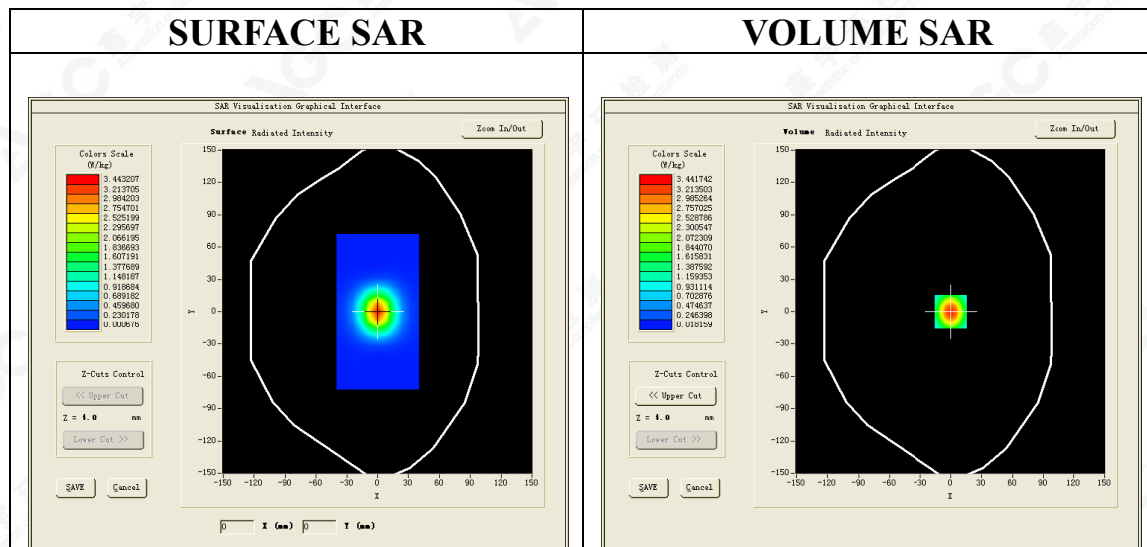 SURFACE SAR
VOLUME SAR
SAR Visualisation Graphical Interface
Surface Radiated Intensity
Zoom In/Out
Colors Scale
(W/kg)
3.443207
3.213705
2.984203
2.754701
2.525199
2.295697
2.066195
1.836693
1.607191
1.377689
1.148187
0.918684
0.689182
0.459680
0.230178
0.000676
150
120
90
60
30
0
-30
-60
-90
-120
-150
Y
-150 -120 -90 -60 -30 0 30 60 90 120 150
X
Z-Cuts Control
<< Upper Cut
Z = 4.0 mm
Lower Cut >>
SAVE
Cancel
0 X (mm) 0 Y (mm)
SAR Visualisation Graphical Interface
Volume Radiated Intensity
Zoom In/Out
Colors Scale
(W/kg)
3.441742
3.213503
2.985264
2.757025
2.528786
2.300547
2.072309
1.844070
1.615831
1.387592
1.159353
0.931114
0.702876
0.474637
0.246398
0.018159
150
120
90
60
30
0
-30
-60
-90
-120
-150
Y
-150 -120 -90 -60 -30 0 30 60 90 120 150
X
Z-Cuts Control
<< Upper Cut
Z = 4.0 mm
Lower Cut >>
SAVE
Cancel